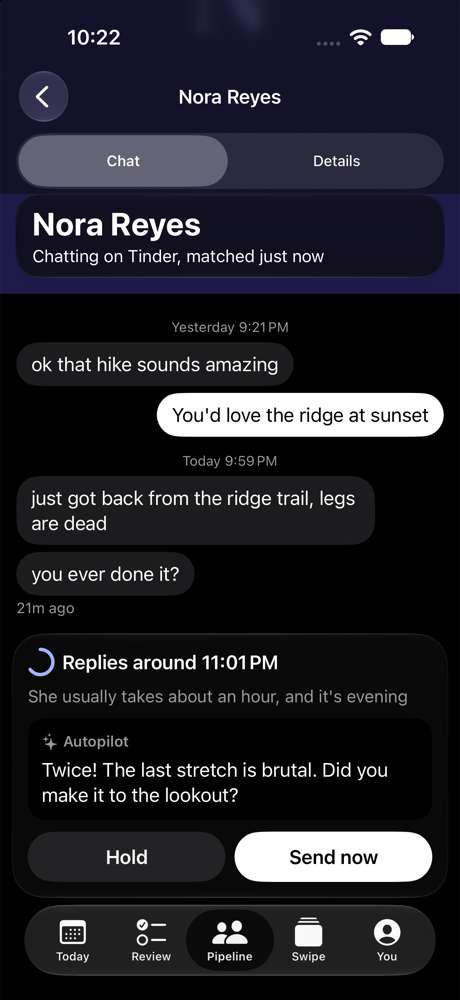 10:22
Nora Reyes
Chat
Details
Nora Reyes
Chatting on Tinder, matched just now
Yesterday 9:21 PM
ok that hike sounds amazing
You'd love the ridge at sunset
Today 9:59 PM
just got back from the ridge trail, legs
are dead
you ever done it?
21m ago
Replies around 11:01 PM
She usually takes about an hour, and it's evening
Autopilot
Twice! The last stretch is brutal. Did you
make it to the lookout?
Hold
Send now
Today
Review
Pipeline
Swipe
You